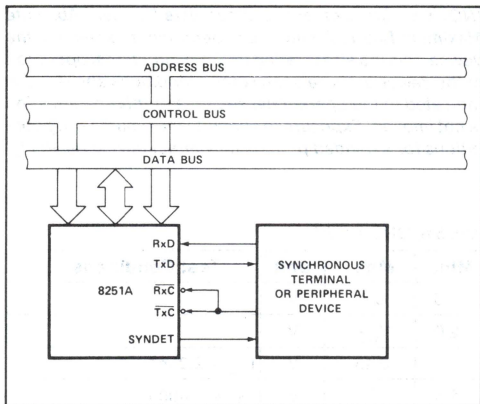 ADDRESS BUS
CONTROL BUS
DATA BUS
8251A
RxD
TxD
RxC
TxC
SYNDET
SYNCHRONOUS
TERMINAL
OR PERIPHERAL
DEVICE